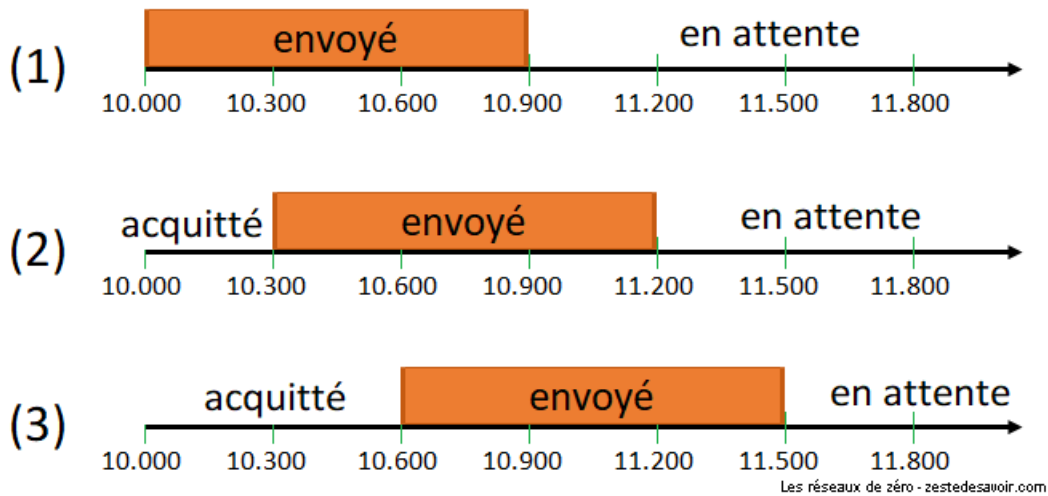 envoyé en attente
(1)
10.000 10.300 10.600 10.900 11.200 11.500 11.800
acquitté envoyé en attente
(2)
10.000 10.300 10.600 10.900 11.200 11.500 11.800
acquitté envoyé en attente
(3)
10.000 10.300 10.600 10.900 11.200 11.500 11.800
Les réseaux de zéro - zestedesavoir.com